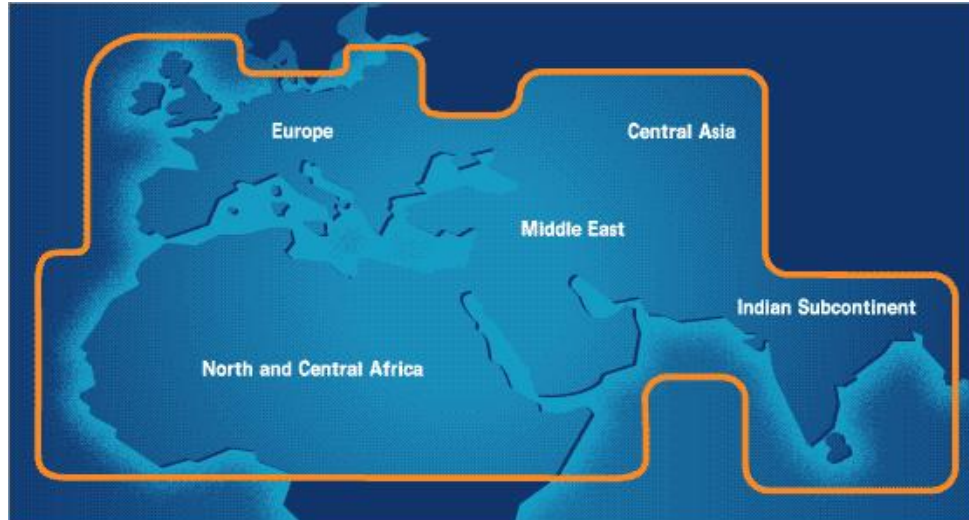 Europe
Central Asia
Middle East
Indian Subcontinent
North and Central Africa